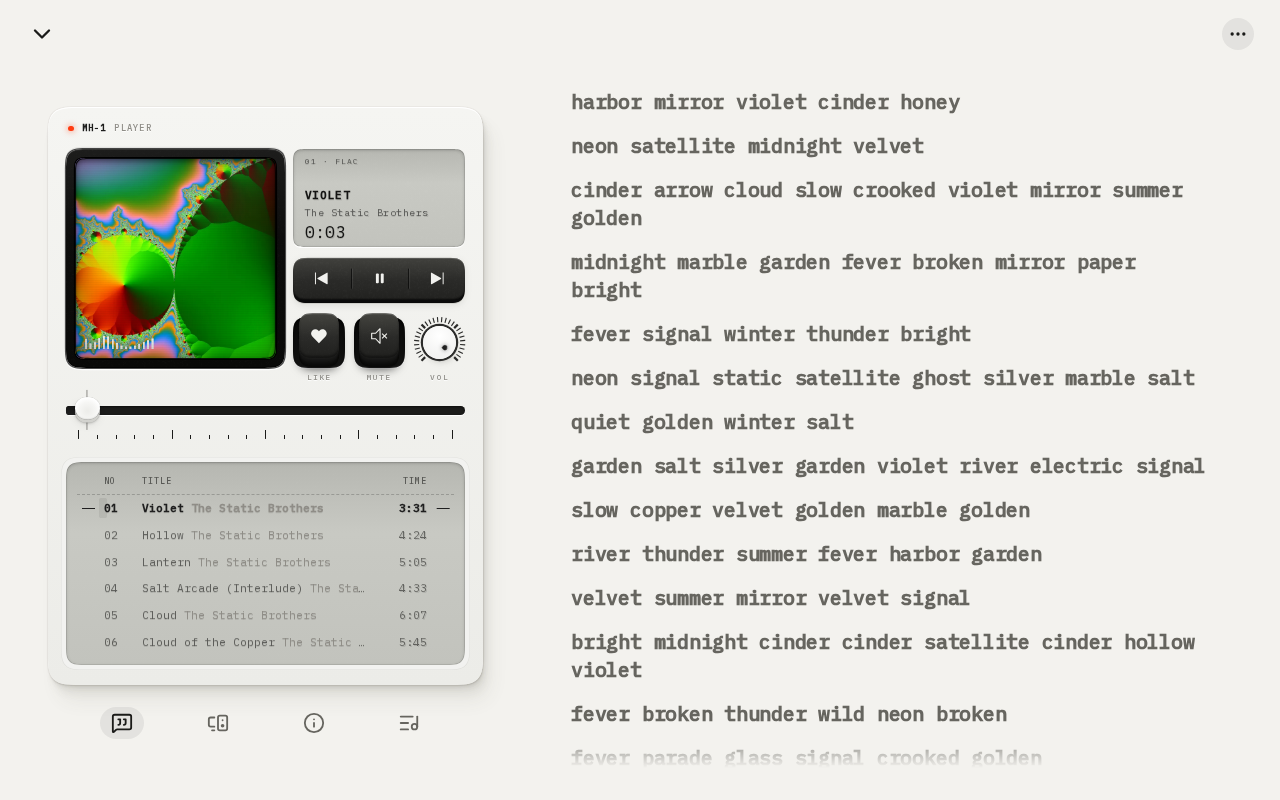 MH-1 PLAYER
01 · FLAC
VIOLET
The Static Brothers
0:03
LIKE MUTE VOL
NO TITLE TIME
01 Violet The Static Brothers 3:31
02 Hollow The Static Brothers 4:24
03 Lantern The Static Brothers 5:05
04 Salt Arcade (Interlude) The Sta… 4:33
05 Cloud The Static Brothers 6:07
06 Cloud of the Copper The Static … 5:45
harbor mirror violet cinder honey
neon satellite midnight velvet
cinder arrow cloud slow crooked violet mirror summer
golden
midnight marble garden fever broken mirror paper
bright
fever signal winter thunder bright
neon signal static satellite ghost silver marble salt
quiet golden winter salt
garden salt silver garden violet river electric signal
slow copper velvet golden marble golden
river thunder summer fever harbor garden
velvet summer mirror velvet signal
bright midnight cinder cinder satellite cinder hollow
violet
fever broken thunder wild neon broken
fever parade glass signal crooked golden